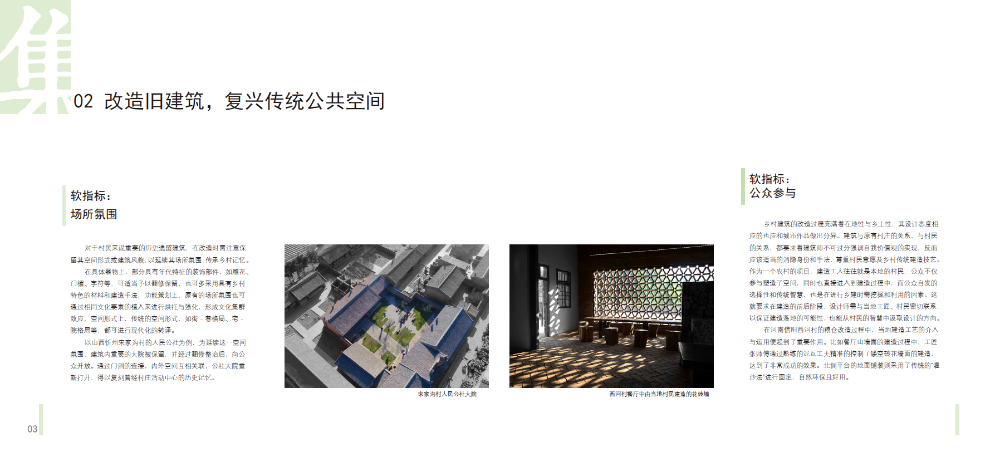 集
02 改造旧建筑，复兴传统公共空间
软指标：
场所氛围
对于村民来说重要的历史遗留建筑，在改造时需注意保
留其空间形式或建筑风貌，以延续其场所氛围，传承乡村记忆。
在具体器物上，部分具有年代特征的装饰部件，如雕花、
门楣、字符等，可适当予以翻修保留，也可多采用具有乡村
特色的材料和建造手法；功能策划上，原有的场所氛围也可
通过相同文化要素的植入来进行烘托与强化，形成文化集群
效应；空间形式上，传统的空间形式，如街-巷格局、宅-
院格局等，都可进行现代化的转译。
以山西忻州宋家沟村的人民公社为例，为延续这一空间
氛围，建筑内重要的大院被保留，并经过翻修整治后，向公
众开放。通过门洞的连接，内外空间互相关联，公社大院重
新打开，得以复刻曾经村庄活动中心的历史记忆。
宋家沟村人民公社大院
西河村餐厅中由当地村民建造的花砖墙
软指标：
公众参与
乡村建筑的改造过程充满着在地性与乡土性，其设计态度相
应的也应和城市作品做出分异。建筑与原有村庄的关系，与村民
的关系，都要求着建筑师不可过分强调自我价值观的实现，反而
应该适当的消隐身份和手法，尊重村民意愿及乡村传统建造技艺。
作为一个农村的项目，建造工人往往就是本地的村民，公众不仅
参与塑造了空间，同时也直接进入到建造过程中，而公众自发的
选择性和传统智慧，也是在进行乡建时需挖掘和利用的因素。这
就要求在建造的前后阶段，设计师需与当地工匠、村民密切联系，
以保证建造落地的可能性，也能从村民的智慧中汲取设计的方向。
在河南信阳西河村的粮仓改造过程中，当地建造工艺的介入
与运用便起到了重要作用。比如餐厅山墙面的建造过程中，工匠
张师傅通过熟练的泥瓦工夫精准的控制了镂空砖花墙面的建造，
达到了非常成功的效果。北侧平台的地面铺装则采用了传统的“灌
沙法”进行固定，自然环保且好用。
03